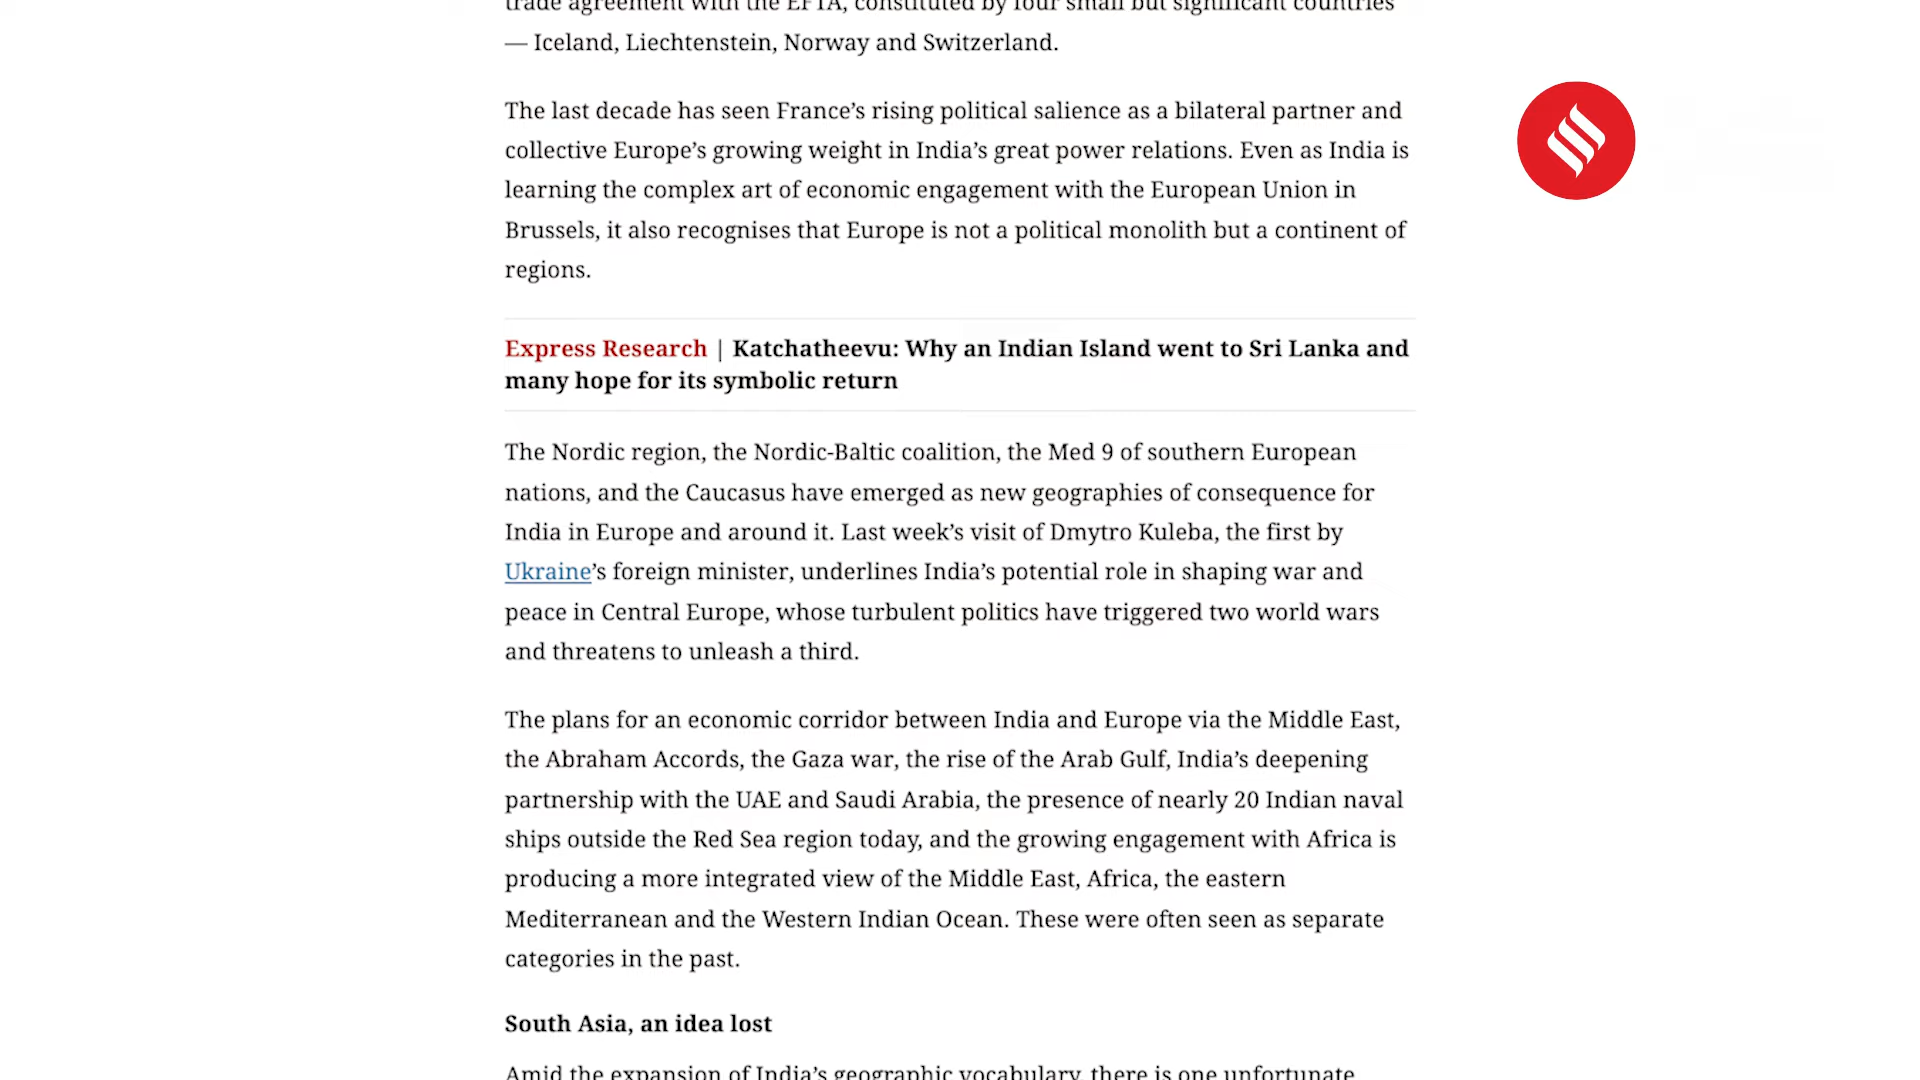 trade agreement with the EFTA, constituted by four small but significant countries
— Iceland, Liechtenstein, Norway and Switzerland.
The last decade has seen France’s rising political salience as a bilateral partner and
collective Europe’s growing weight in India’s great power relations. Even as India is
learning the complex art of economic engagement with the European Union in
Brussels, it also recognises that Europe is not a political monolith but a continent of
regions.
Express Research | Katchatheevu: Why an Indian Island went to Sri Lanka and
many hope for its symbolic return
The Nordic region, the Nordic-Baltic coalition, the Med 9 of southern European
nations, and the Caucasus have emerged as new geographies of consequence for
India in Europe and around it. Last week’s visit of Dmytro Kuleba, the first by
Ukraine’s foreign minister, underlines India’s potential role in shaping war and
peace in Central Europe, whose turbulent politics have triggered two world wars
and threatens to unleash a third.
The plans for an economic corridor between India and Europe via the Middle East,
the Abraham Accords, the Gaza war, the rise of the Arab Gulf, India’s deepening
partnership with the UAE and Saudi Arabia, the presence of nearly 20 Indian naval
ships outside the Red Sea region today, and the growing engagement with Africa is
producing a more integrated view of the Middle East, Africa, the eastern
Mediterranean and the Western Indian Ocean. These were often seen as separate
categories in the past.
South Asia, an idea lost
Amid the expansion of India’s geographic vocabulary, there is one unfortunate